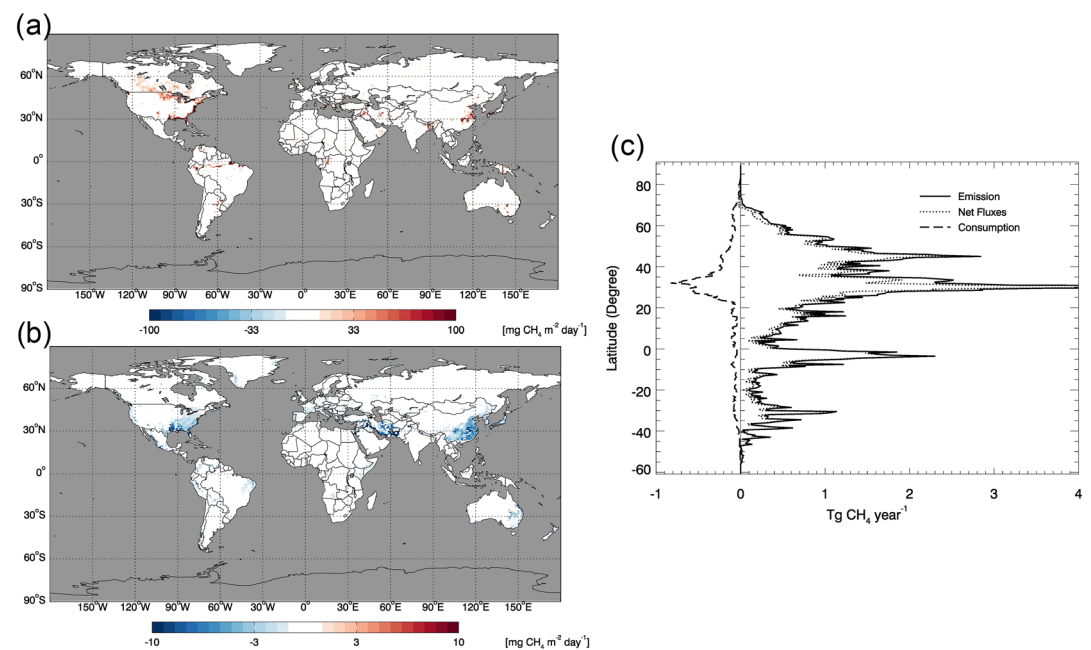 (a)
60°N
30°N
0°
30°S
60°S
90°S
150°W 120°W 90°W 60°W 30°W 0° 30°E 60°E 90°E 120°E 150°E
-100 -33 33 100 [mg CH₄ m⁻² day⁻¹]
(b)
60°N
30°N
0°
30°S
60°S
90°S
150°W 120°W 90°W 60°W 30°W 0° 30°E 60°E 90°E 120°E 150°E
-10 -3 3 10 [mg CH₄ m⁻² day⁻¹]
(c)
Emission
Net Fluxes
Consumption
Latitude (Degree)
80
60
40
20
0
-20
-40
-60
-1 0 1 2 3 4
Tg CH₄ year⁻¹